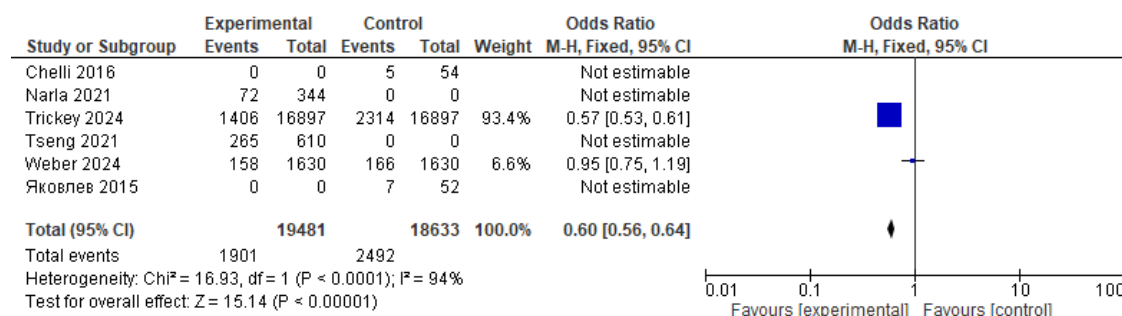 Experimental Control Odds Ratio Odds Ratio
Study or Subgroup Events Total Events Total Weight M-H, Fixed, 95% CI M-H, Fixed, 95% CI
Chelli 2016 0 0 5 54 Not estimable
Narla 2021 72 344 0 0 Not estimable
Trickey 2024 1406 16897 2314 16897 93.4% 0.57 [0.53, 0.61]
Tseng 2021 265 610 0 0 Not estimable
Weber 2024 158 1630 166 1630 6.6% 0.95 [0.75, 1.19]
Яковлев 2015 0 0 7 52 Not estimable
Total (95% CI) 19481 18633 100.0% 0.60 [0.56, 0.64]
Total events 1901 2492
Heterogeneity: Chi² = 16.93, df = 1 (P < 0.0001); I² = 94%
Test for overall effect: Z = 15.14 (P < 0.00001)
0.01 0.1 1 10 100
Favours [experimental] Favours [control]